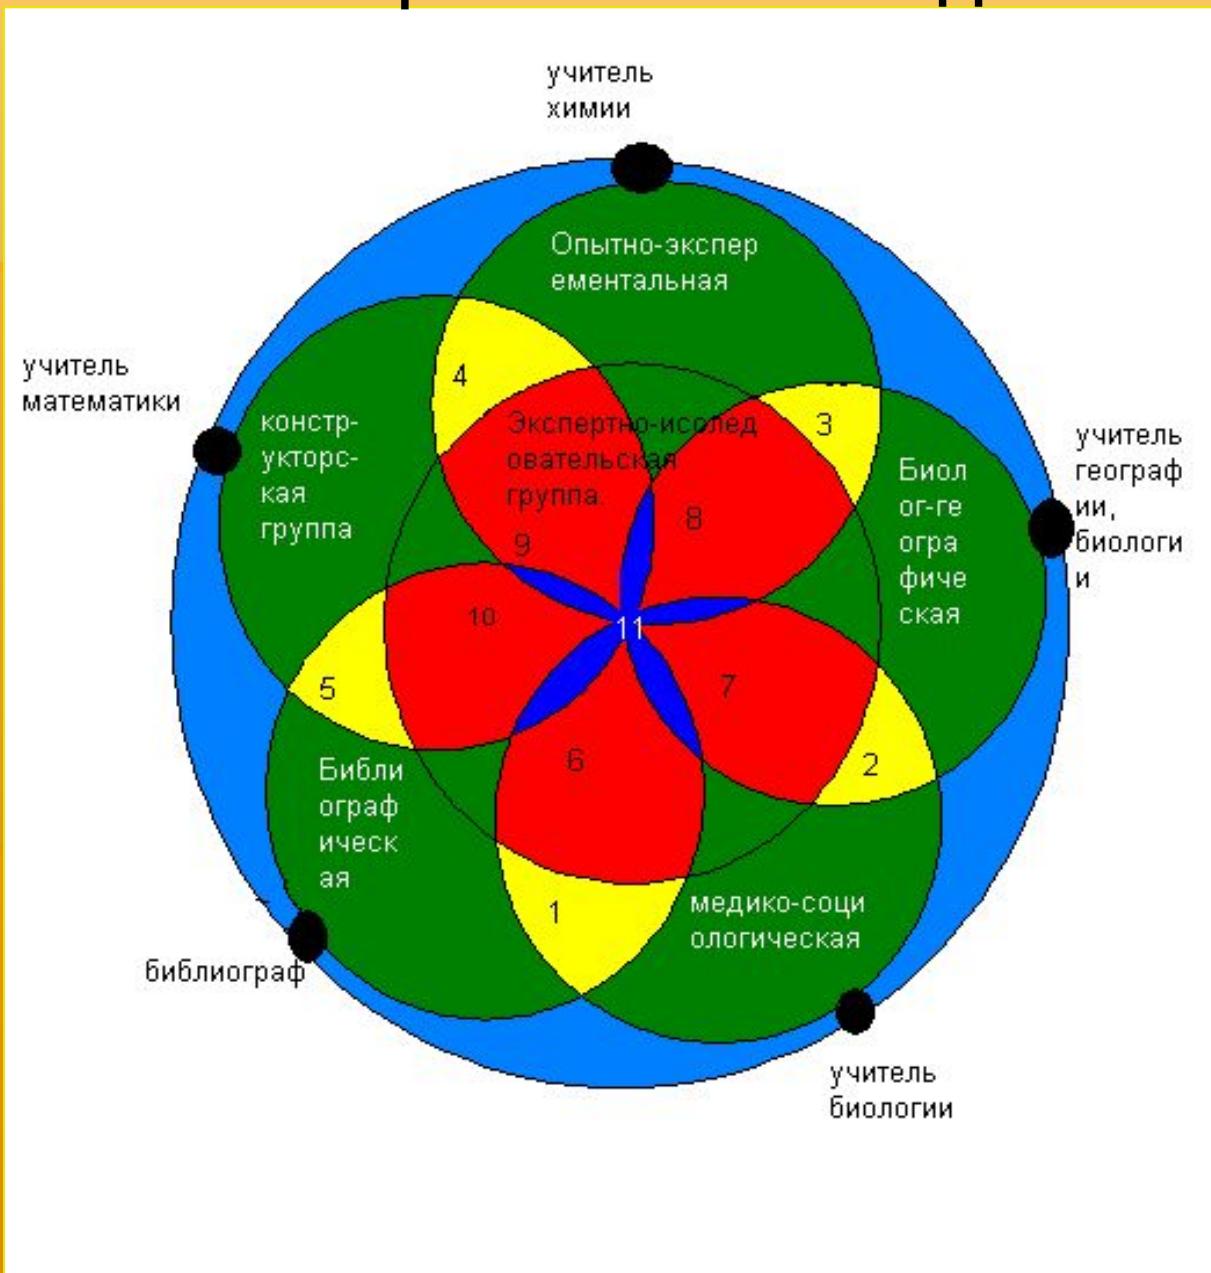 учитель
химии
Опытно-экспер
ементальная
учитель
математики
4
3
констр-
укторс-
кая
группа
Экспертно-исслед
овательская
группа.
Биол
ог-ге
огра
фиче
ская
учитель
географ
ии,
биологи
и
8
9
10
11
7
5
6
2
Библи
ограф
ическ
ая
1
медико-соци
ологическая
библиограф
учитель
биологии